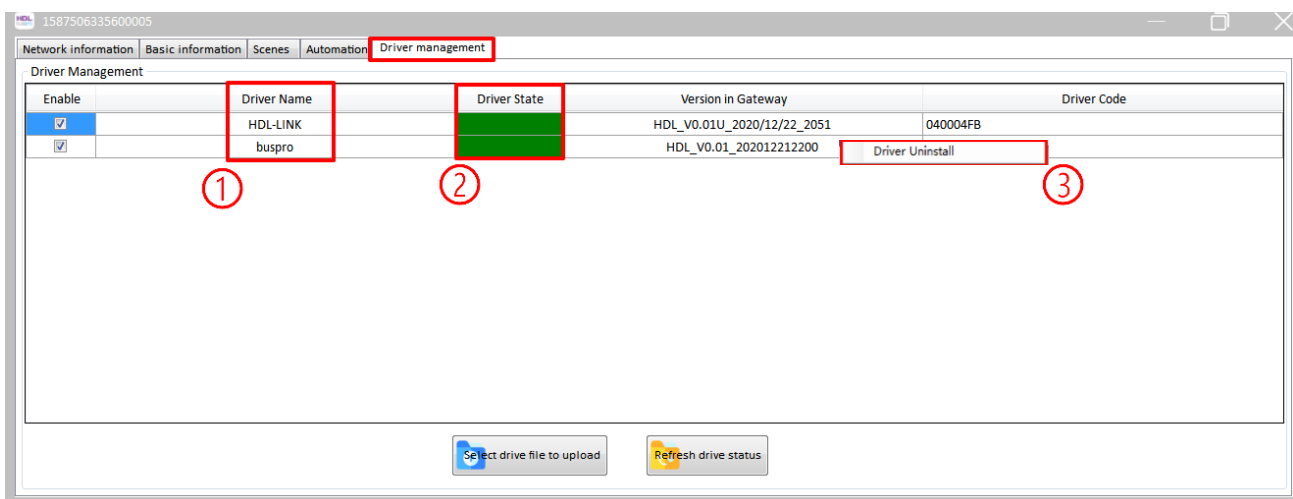 HDL 1587506335600005
Network information Basic information Scenes Automation Driver management
Driver Management
Enable Driver Name Driver State Version in Gateway Driver Code
HDL-LINK HDL_V0.01U_2020/12/22_2051 040004FB
buspro HDL_V0.01_202012212200 Driver Uninstall
① ② ③
Select drive file to upload Refresh drive status